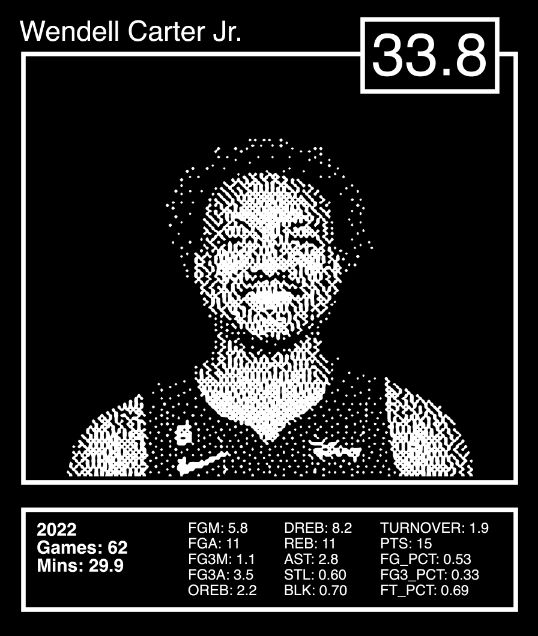 Wendell Carter Jr.
33.8
2022
Games: 62
Mins: 29.9
FGM: 5.8
FGA: 11
FG3M: 1.1
FG3A: 3.5
OREB: 2.2
DREB: 8.2
REB: 11
AST: 2.8
STL: 0.60
BLK: 0.70
TURNOVER: 1.9
PTS: 15
FG_PCT: 0.53
FG3_PCT: 0.33
FT_PCT: 0.69